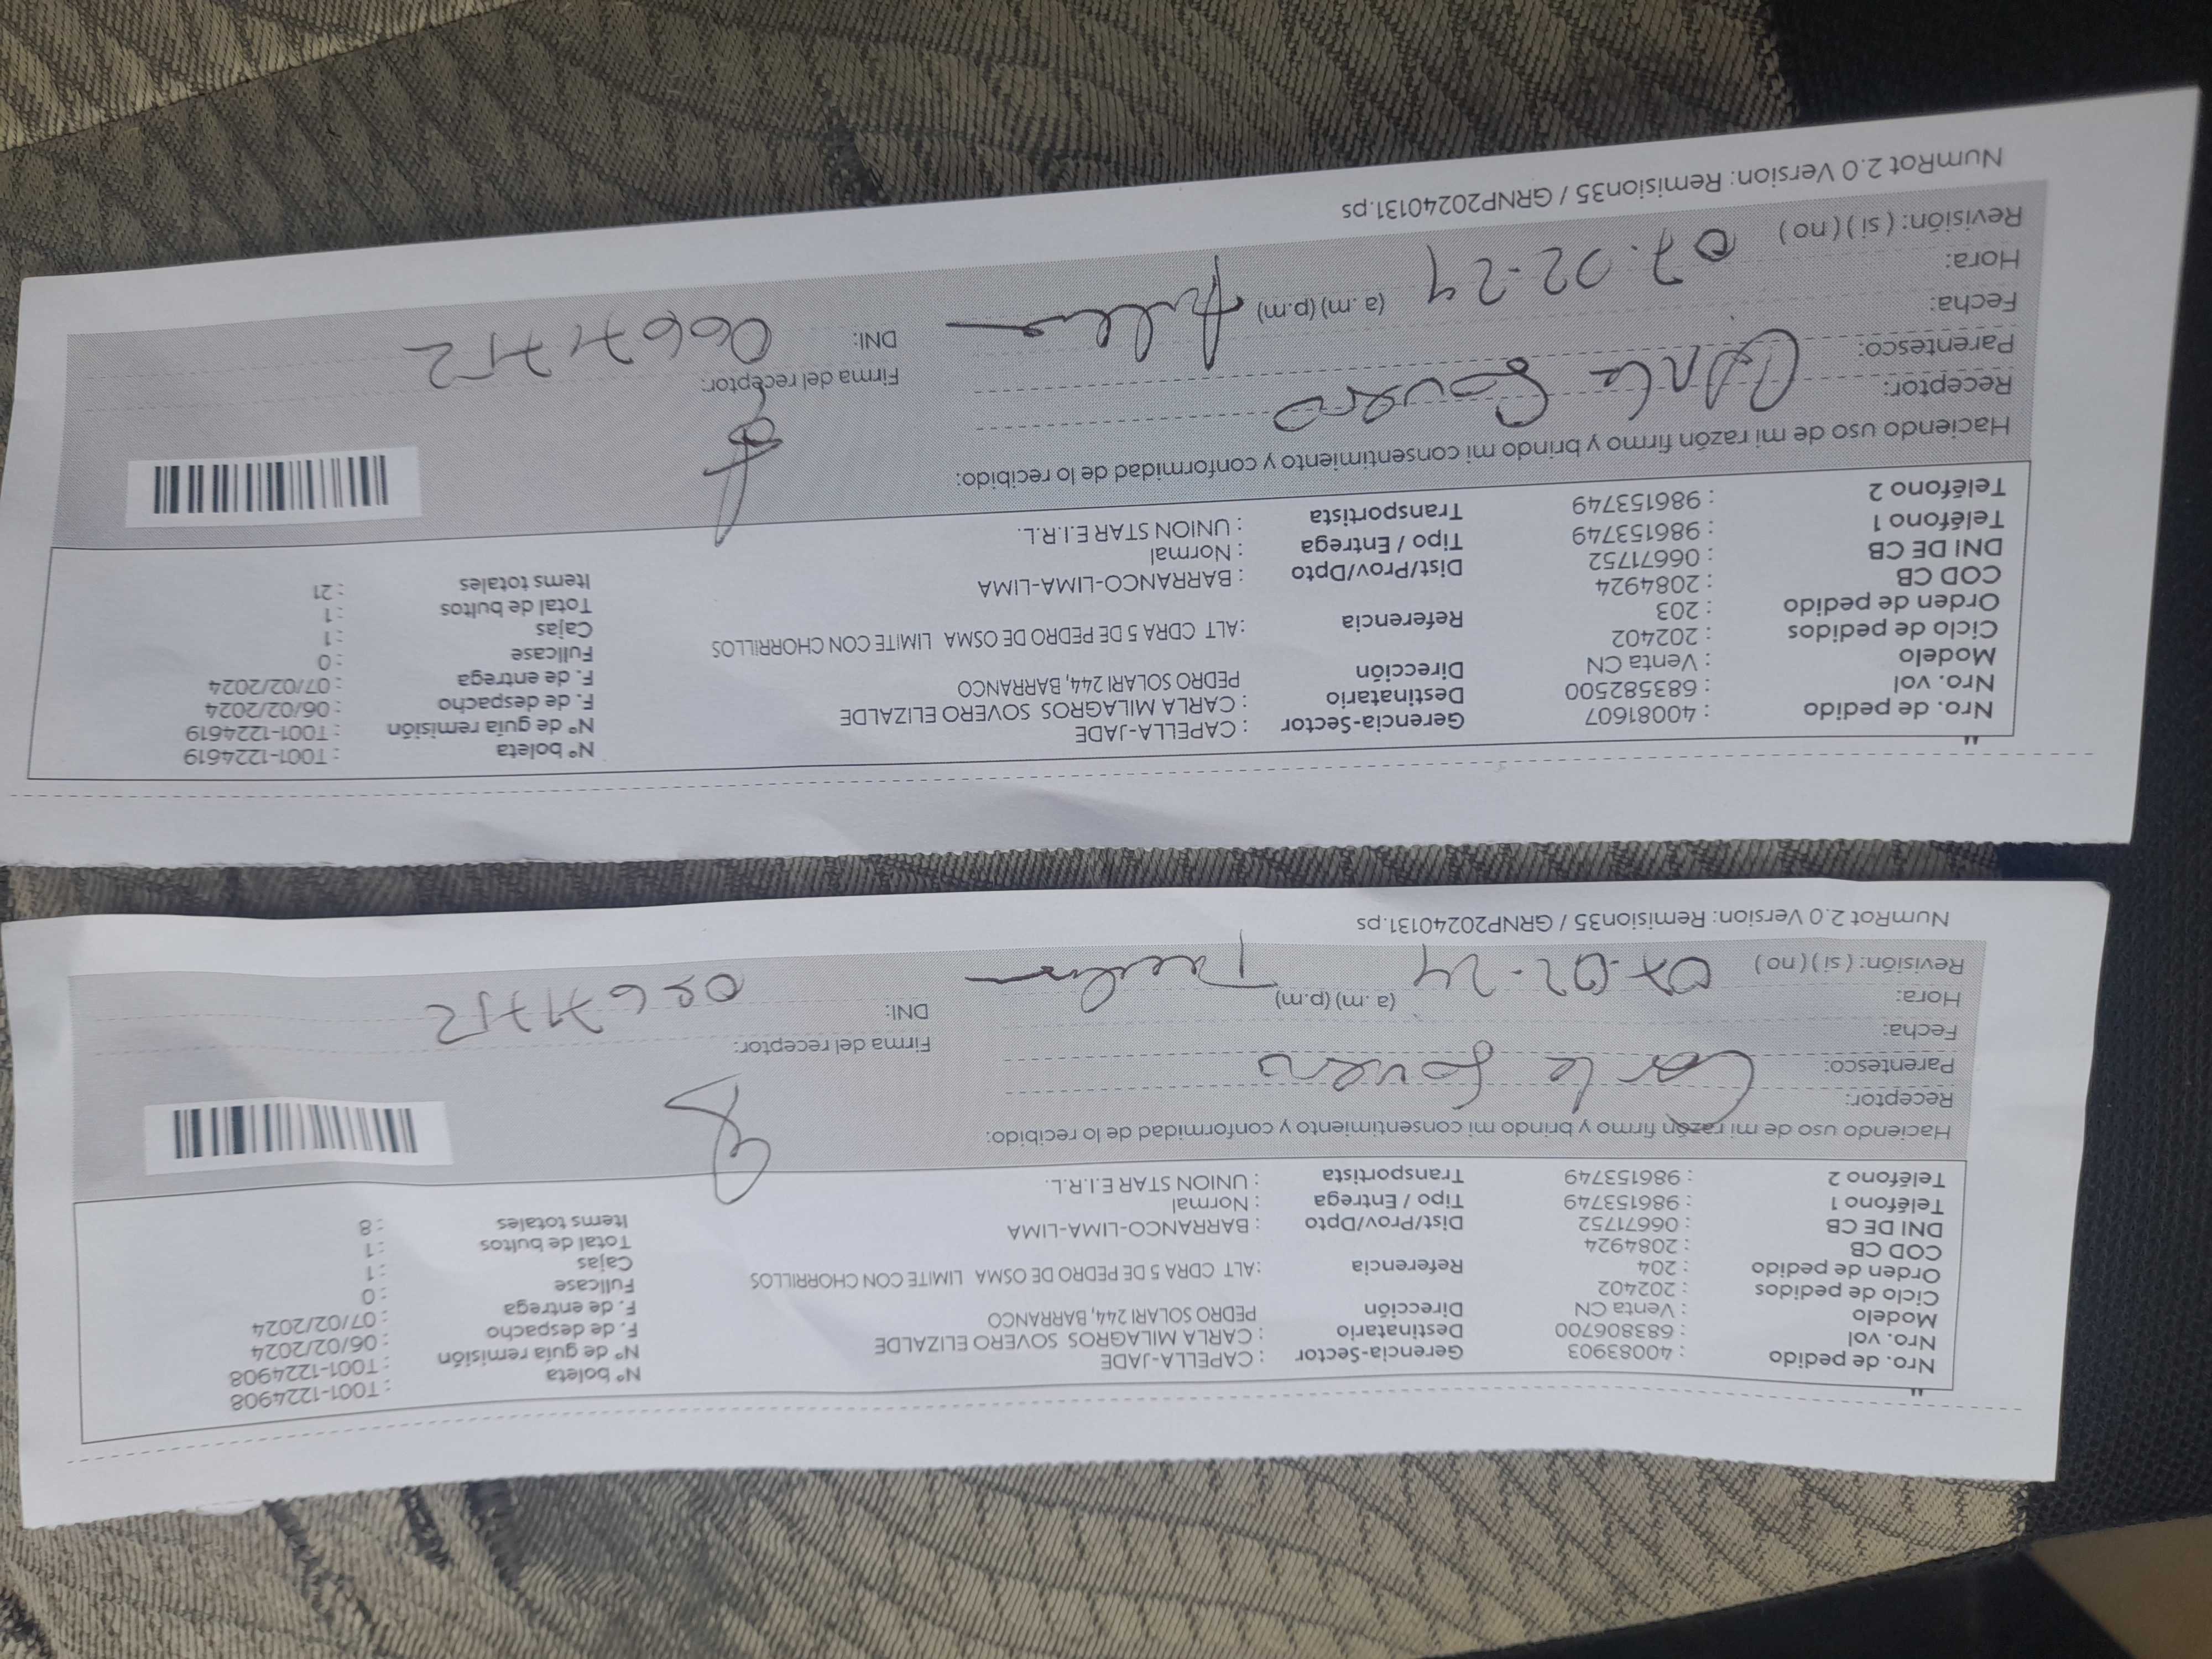 "
Nro. de pedido : 40083903 Gerencia-Sector : CAPELLA-JADE N° boleta : T001-1224908
Nro. vol : 683806700 Destinatario : CARLA MILAGROS SOVERO ELIZALDE N° de guía remisión : T001-1224908
Modelo : Venta CN Dirección PEDRO SOLARI 244, BARRANCO F. de despacho : 06/02/2024
Ciclo de pedidos : 202402 F. de entrega : 07/02/2024
Orden de pedido : 204 Referencia :ALT CDRA 5 DE PEDRO DE OSMA LIMITE CON CHORRILLOS Fullcase : 0
COD CB : 2084924 Cajas : 1
DNI DE CB : 06671752 Dist/Prov/Dpto : BARRANCO-LIMA-LIMA Total de bultos : 1
Teléfono 1 : 986153749 Tipo / Entrega : Normal Items totales : 8
Teléfono 2 : 986153749 Transportista : UNION STAR E.I.R.L.
Haciendo uso de mi razón firmo y brindo mi consentimiento y conformidad de lo recibido:
Receptor: Carla Sovero
Parentesco:
Firma del receptor:
Fecha:
Hora: (a. m) (p.m) DNI: 06671752
07-02-24
Revisión: ( si ) ( no )
NumRot 2.0 Version: Remision35 / GRNP20240131.ps
"
Nro. de pedido : 40081607 Gerencia-Sector : CAPELLA-JADE N° boleta : T001-1224619
Nro. vol : 683582500 Destinatario : CARLA MILAGROS SOVERO ELIZALDE N° de guía remisión : T001-1224619
Modelo : Venta CN Dirección PEDRO SOLARI 244, BARRANCO F. de despacho : 06/02/2024
Ciclo de pedidos : 202402 F. de entrega : 07/02/2024
Orden de pedido : 203 Referencia :ALT CDRA 5 DE PEDRO DE OSMA LIMITE CON CHORRILLOS Fullcase : 0
COD CB : 2084924 Cajas : 1
DNI DE CB : 06671752 Dist/Prov/Dpto : BARRANCO-LIMA-LIMA Total de bultos : 1
Teléfono 1 : 986153749 Tipo / Entrega : Normal Items totales : 21
Teléfono 2 : 986153749 Transportista : UNION STAR E.I.R.L.
Haciendo uso de mi razón firmo y brindo mi consentimiento y conformidad de lo recibido:
Receptor: Carla Sovero
Parentesco:
Firma del receptor:
Fecha:
Hora: (a. m) (p.m) DNI: 06671752
07-02-24
Revisión: ( si ) ( no )
NumRot 2.0 Version: Remision35 / GRNP20240131.ps